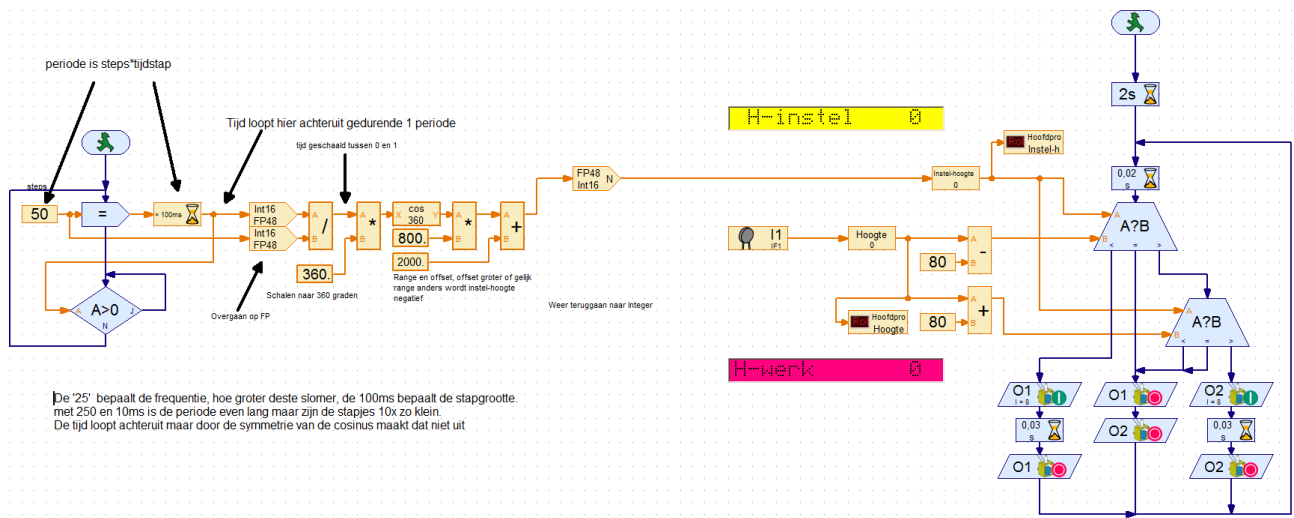 periode is steps*tijdstap
Tijd loopt hier achteruit gedurende 1 periode
tijd geschaald tussen 0 en 1
steps
50
=
= 100ms
Int16
FP48
Int16
FP48
A
B
/
A
B
*
X cos Y
360
800.
2000.
A
B
*
A
B
+
360.
Schalen naar 360 graden
Overgaan op FP
Range en offset, offset groter of gelijk
range anders wordt instel-hoogte
negatief
Weer teruggaan naar Integer
A A>0 J
N
FP48
Int16 N
De '25' bepaalt de frequentie, hoe groter deste slomer, de 100ms bepaalt de stapgrootte.
met 250 en 10ms is de periode even lang maar zijn de stapjes 10x zo klein.
De tijd loopt achteruit maar door de symmetrie van de cosinus maakt dat niet uit
H-instel 0
Hoofdpro
Instel-h
Instel-hoogte
0
I1
IF1
Hoogte
0
80
A
B
-
Hoofdpro
Hoogte
80
A
B
+
H-werk 0
2s
0,02
s
A
B
A?B
< = >
A
B
A?B
< = >
O1
I = 8
O1
O2
I = 8
0,03
s
O2
0,03
s
O1
O2